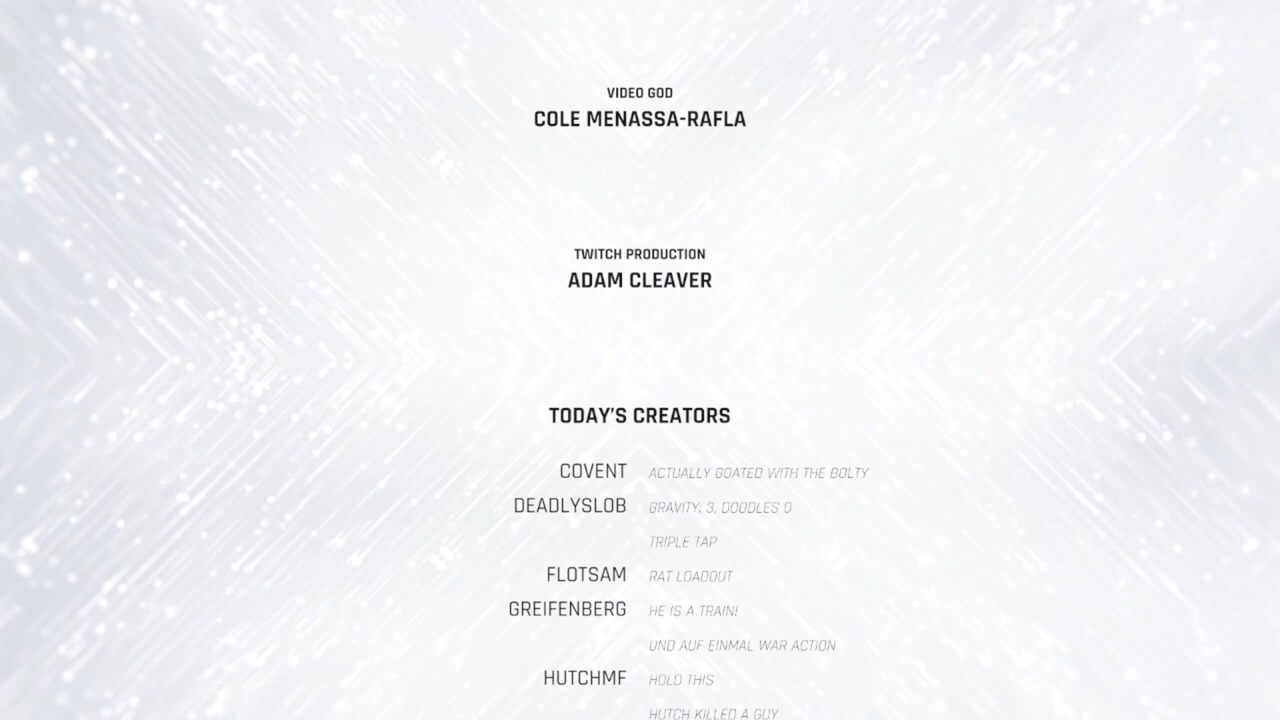 VIDEO GOD
COLE MENASSA-RAFLA
TWITCH PRODUCTION
ADAM CLEAVER
TODAY'S CREATORS
COVENT ACTUALLY GOATED WITH THE BOLTY
DEADLYSLOB GRAVITY: 3, DOODLES 0
TRIPLE TAP
FLOTSAM RAT LOADOUT
GREIFENBERG HE IS A TRAIN!
UND AUF EINMAL WAR ACTION
HUTCHMF HOLD THIS
HUTCH KILLED A GUY